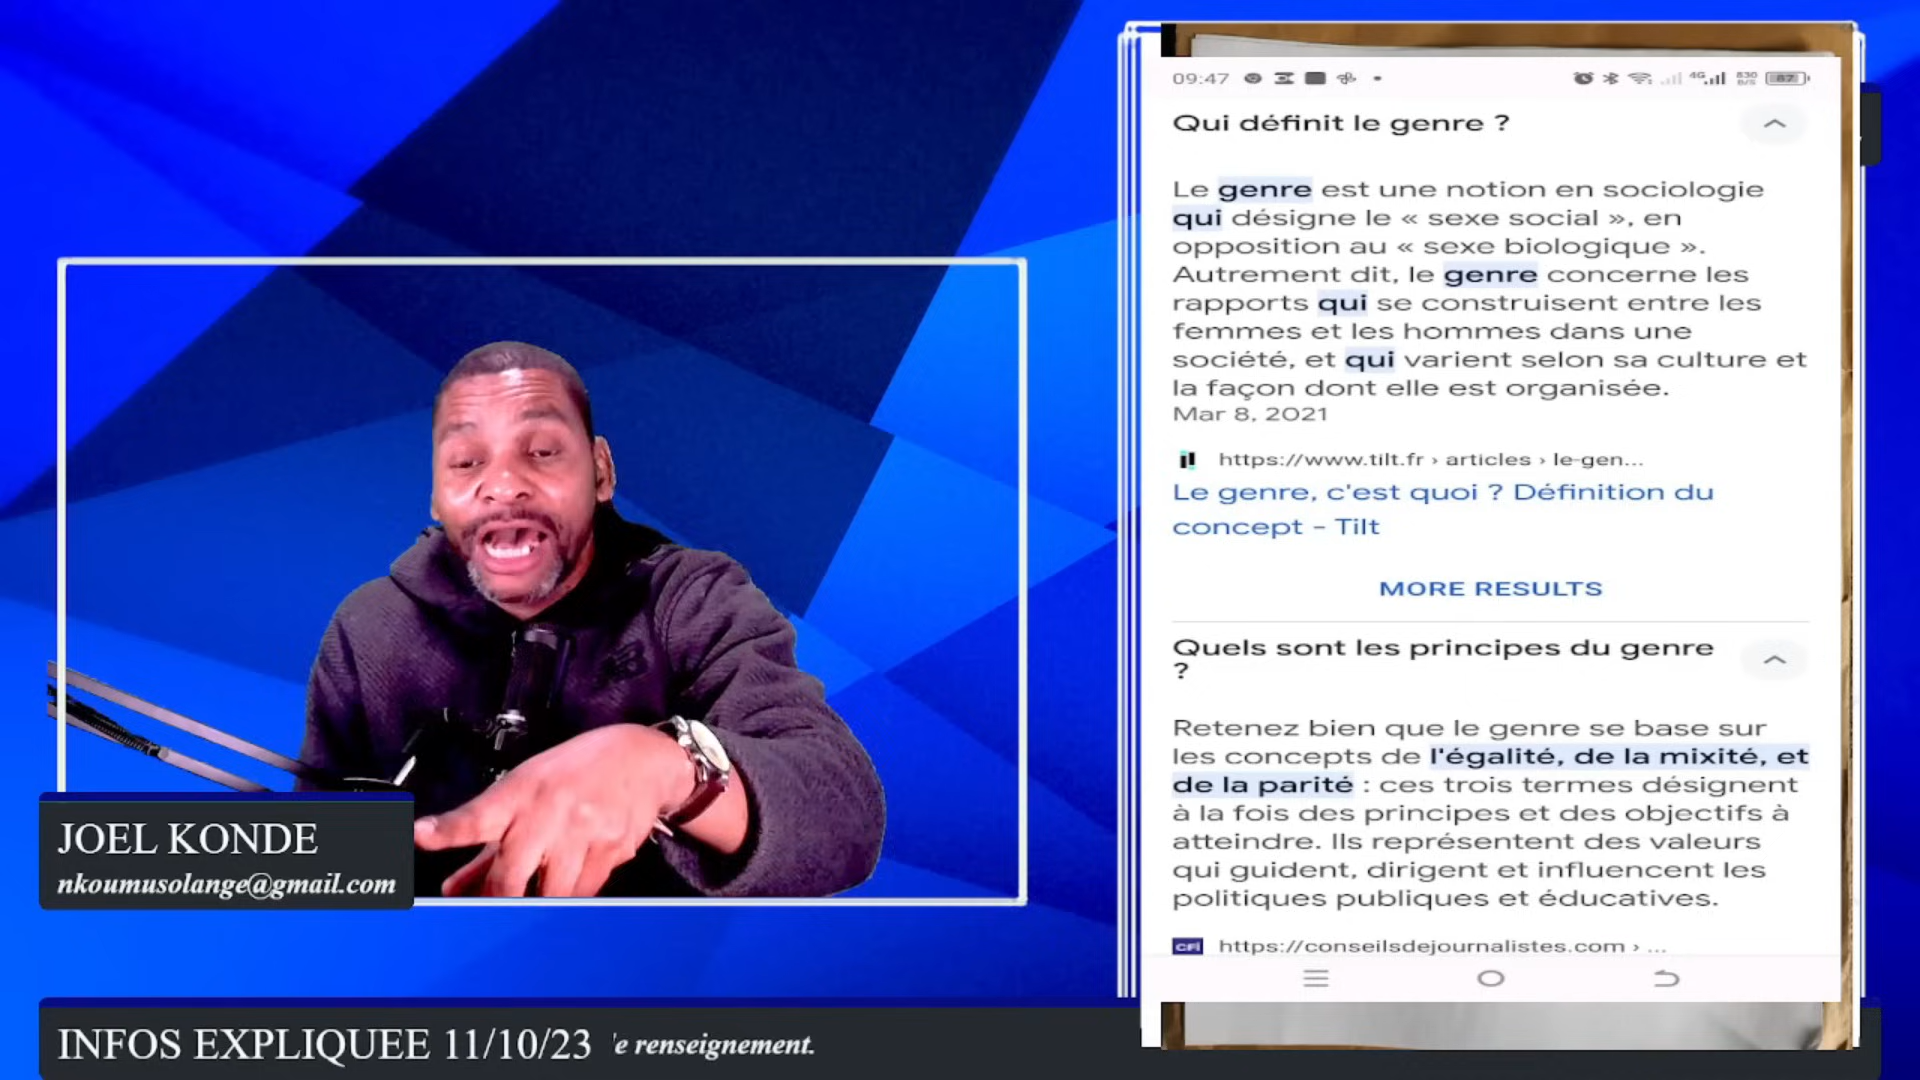 09:47
4G
830
B/S
87
Qui définit le genre ?
Le genre est une notion en sociologie
qui désigne le « sexe social », en
opposition au « sexe biologique ».
Autrement dit, le genre concerne les
rapports qui se construisent entre les
femmes et les hommes dans une
société, et qui varient selon sa culture et
la façon dont elle est organisée.
Mar 8, 2021
https://www.tilt.fr › articles › le-gen...
Le genre, c'est quoi ? Définition du
concept - Tilt
MORE RESULTS
Quels sont les principes du genre
?
Retenez bien que le genre se base sur
les concepts de l'égalité, de la mixité, et
de la parité : ces trois termes désignent
à la fois des principes et des objectifs à
atteindre. Ils représentent des valeurs
qui guident, dirigent et influencent les
politiques publiques et éducatives.
CFI https://conseilsdejournalistes.com › ...
JOEL KONDE
nkoumusolange@gmail.com
INFOS EXPLIQUEE 11/10/23 'e renseignement.